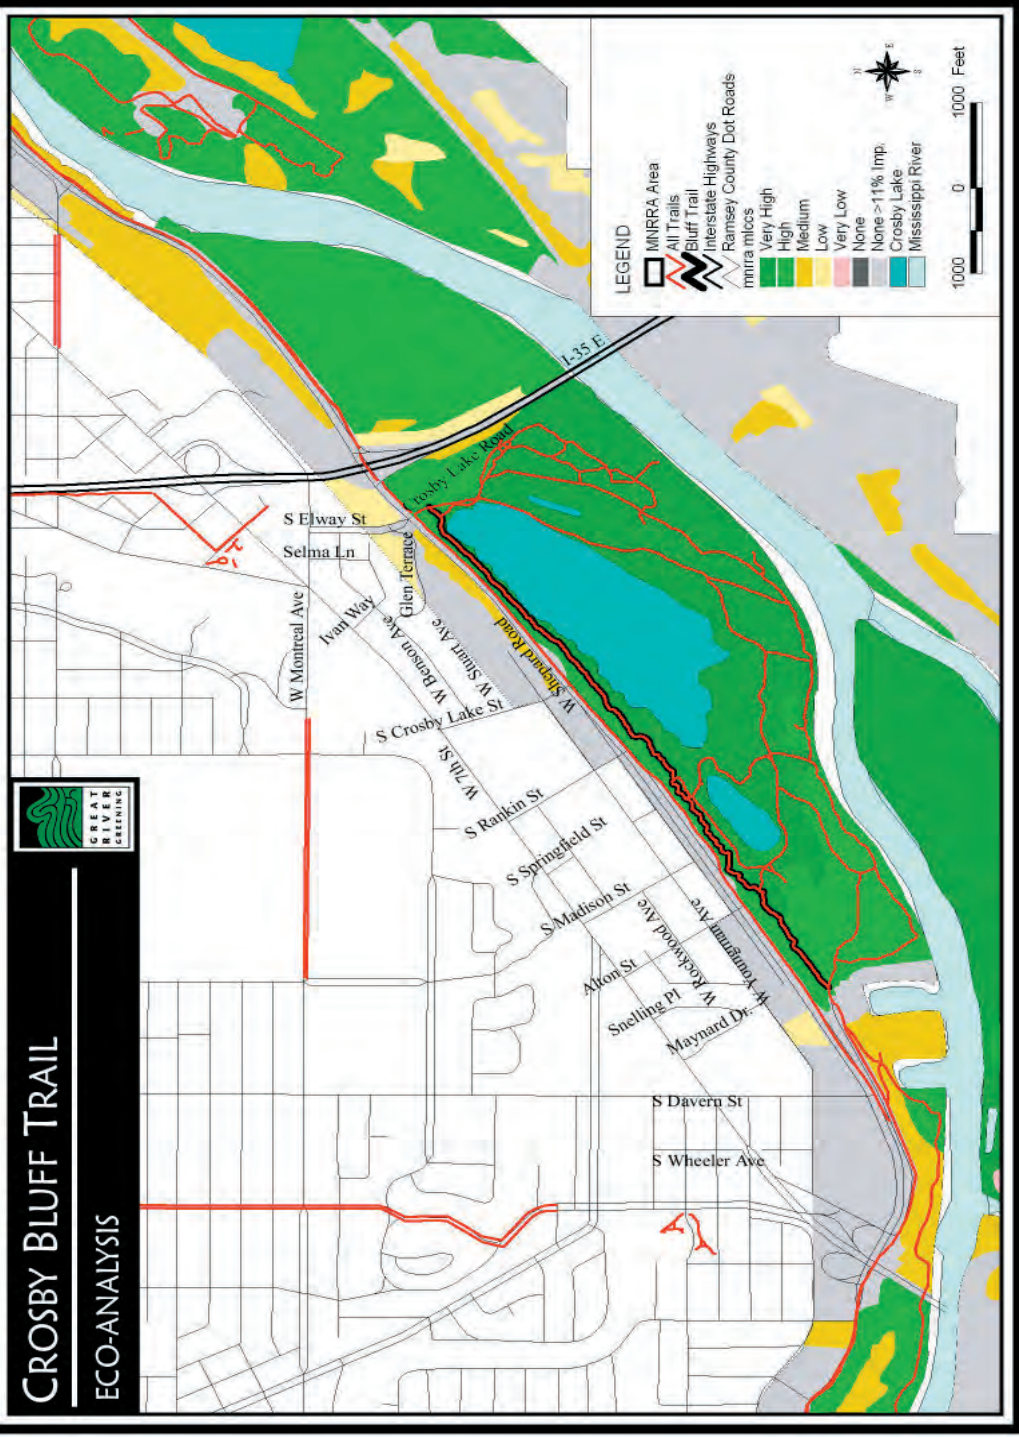 CROSBY BLUFF TRAIL
ECO-ANALYSIS
GREAT
RIVER
GREENING
LEGEND
MNRRA Area
All Trails
Bluff Trail
Interstate Highways
Ramsey County Dot Roads
mnrra mlccs
Very High
High
Medium
Low
Very Low
None
None > 11% Imp.
Crosby Lake
Mississippi River
1000 0 1000 Feet
N
E
S
W
I-35 E
rosby Lake Road
S Elway St
Selma Ln
Glen Terrace
Ivan Way
W Montreal Ave
W Benson Ave
W Stuart Ave
W Shepard Road
S Crosby Lake St
W 7th St
S Rankin St
S Springfield St
S Madison St
Alton St
W Rockwood Ave
W Youngman Ave
Snelling Pl
Maynard Dr.
S Davern St
S Wheeler Ave